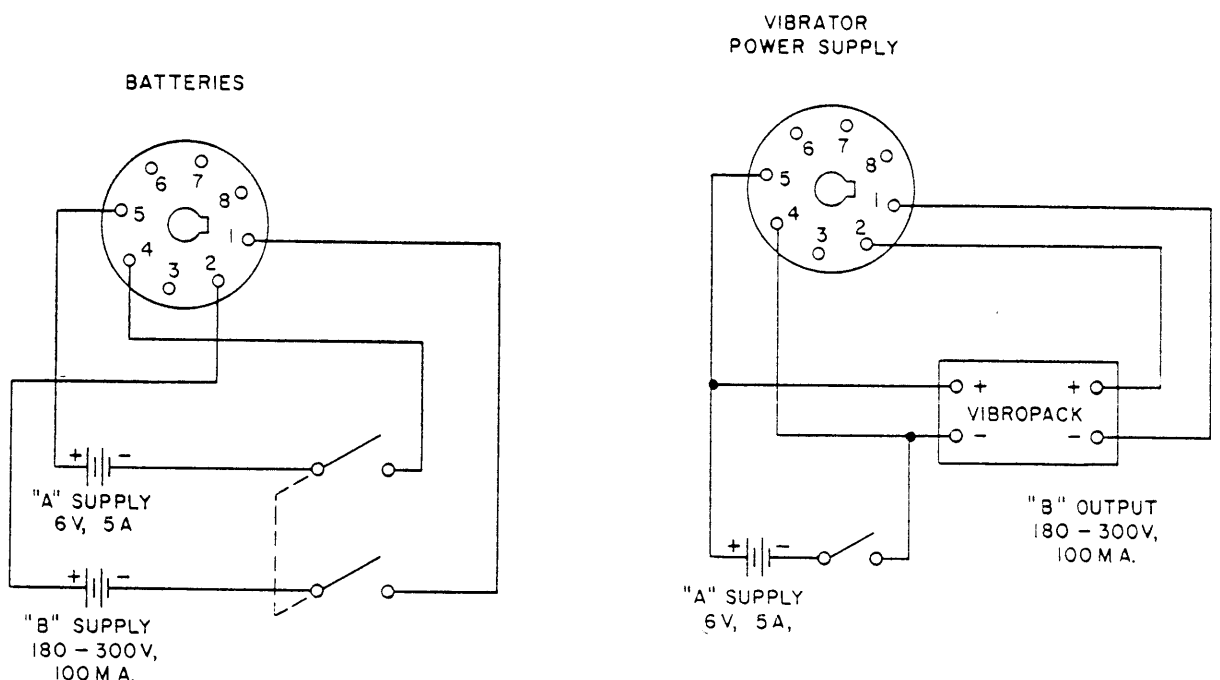 BATTERIES
6
7
8
5
1
4
2
3
+ -
"A" SUPPLY
6V, 5A
+ -
"B" SUPPLY
180 - 300V,
100 M A.
VIBRATOR
POWER SUPPLY
6
7
8
5
1
4
2
3
+ +
VIBROPACK
- -
"B" OUTPUT
180 - 300V,
100 M A.
+ -
"A" SUPPLY
6V, 5A,